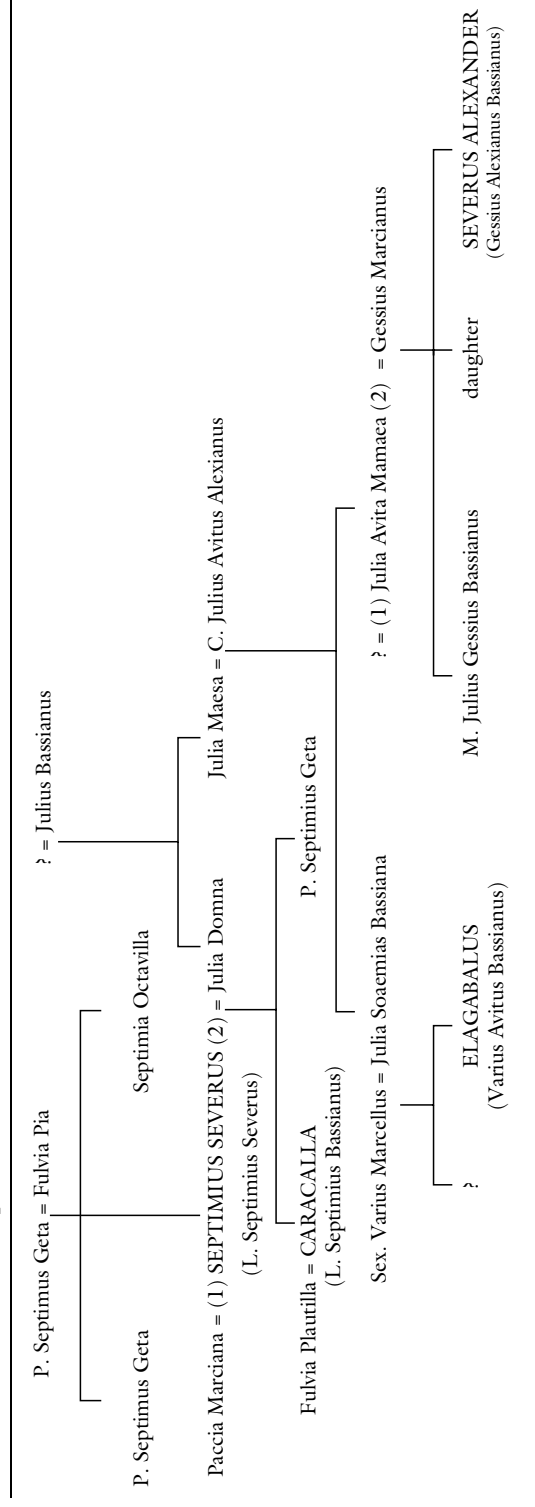 P. Septimus Geta = Fulvia Pia
? = Julius Bassianus
P. Septimus Geta
Septimia Octavilla
Paccia Marciana = (1) SEPTIMIUS SEVERUS (2) = Julia Domna
Julia Maesa = C. Julius Avitus Alexianus
(L. Septimius Severus)
Fulvia Plautilla = CARACALLA
P. Septimius Geta
(L. Septimius Bassianus)
Sex. Varius Marcellus = Julia Soaemias Bassiana
? = (1) Julia Avita Mamaea (2) = Gessius Marcianus
?
ELAGABALUS
(Varius Avitus Bassianus)
M. Julius Gessius Bassianus
daughter
SEVERUS ALEXANDER
(Gessius Alexianus Bassianus)